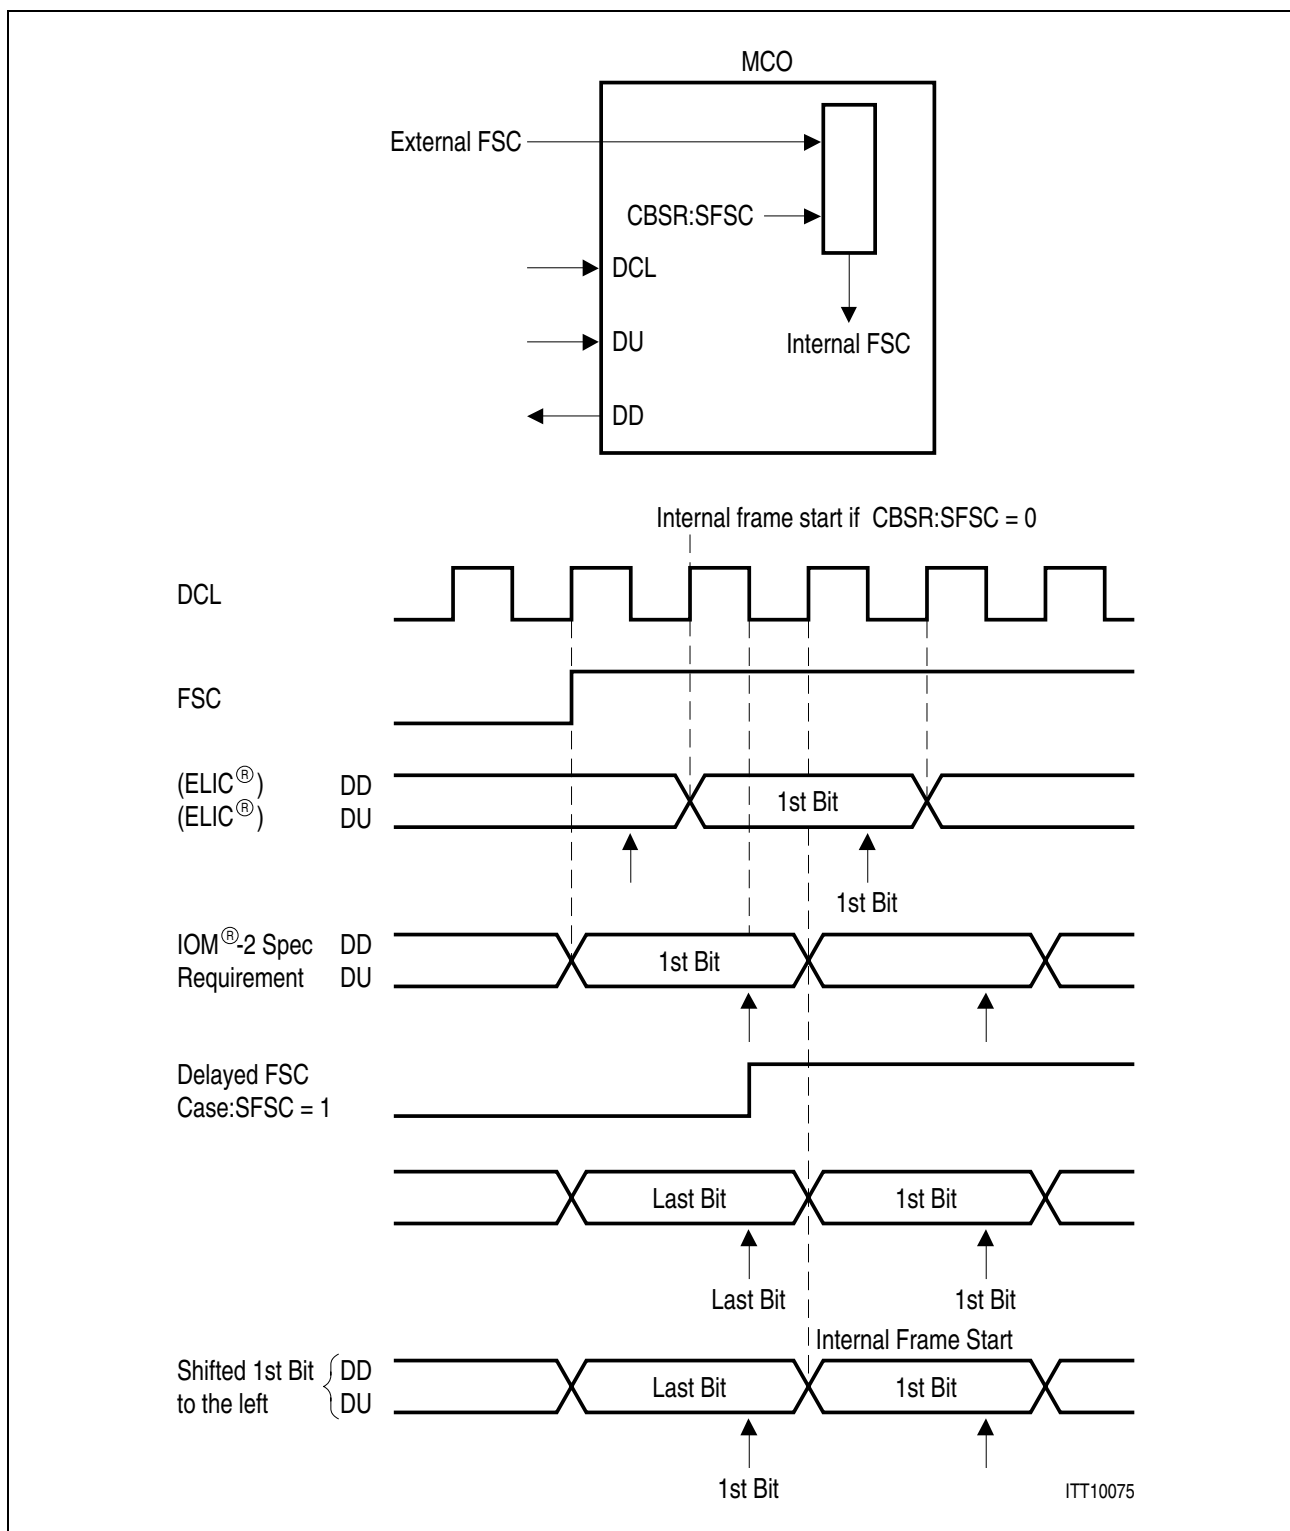 MCO
External FSC
CBSR:SFSC
DCL
DU
Internal FSC
DD
Internal frame start if CBSR:SFSC = 0
DCL
FSC
(ELIC®) DD
1st Bit
(ELIC®) DU
1st Bit
IOM®-2 Spec DD
1st Bit
Requirement DU
Delayed FSC
Case:SFSC = 1
Last Bit 1st Bit
Last Bit 1st Bit
Internal Frame Start
Shifted 1st Bit DD
Last Bit 1st Bit
to the left DU
1st Bit
ITT10075